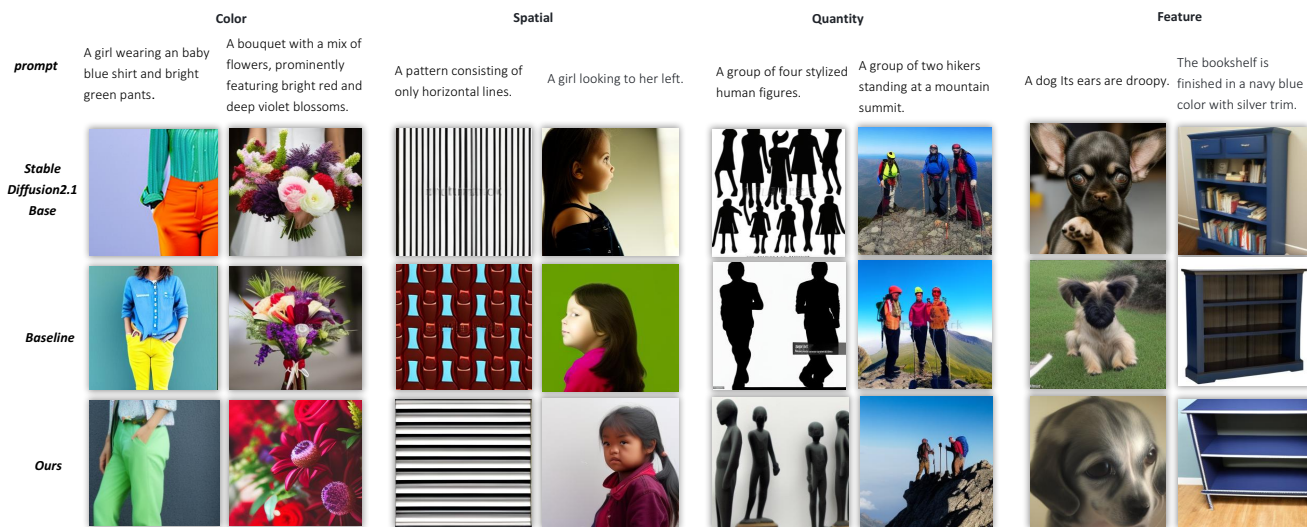 Color
Spatial
Quantity
Feature
prompt
A girl wearing an baby
blue shirt and bright
green pants.
A bouquet with a mix of
flowers, prominently
featuring bright red and
deep violet blossoms.
A pattern consisting of
only horizontal lines.
A girl looking to her left.
A group of four stylized
human figures.
A group of two hikers
standing at a mountain
summit.
A dog Its ears are droopy.
The bookshelf is
finished in a navy blue
color with silver trim.
Stable
Diffusion2.1
Base
Baseline
Ours